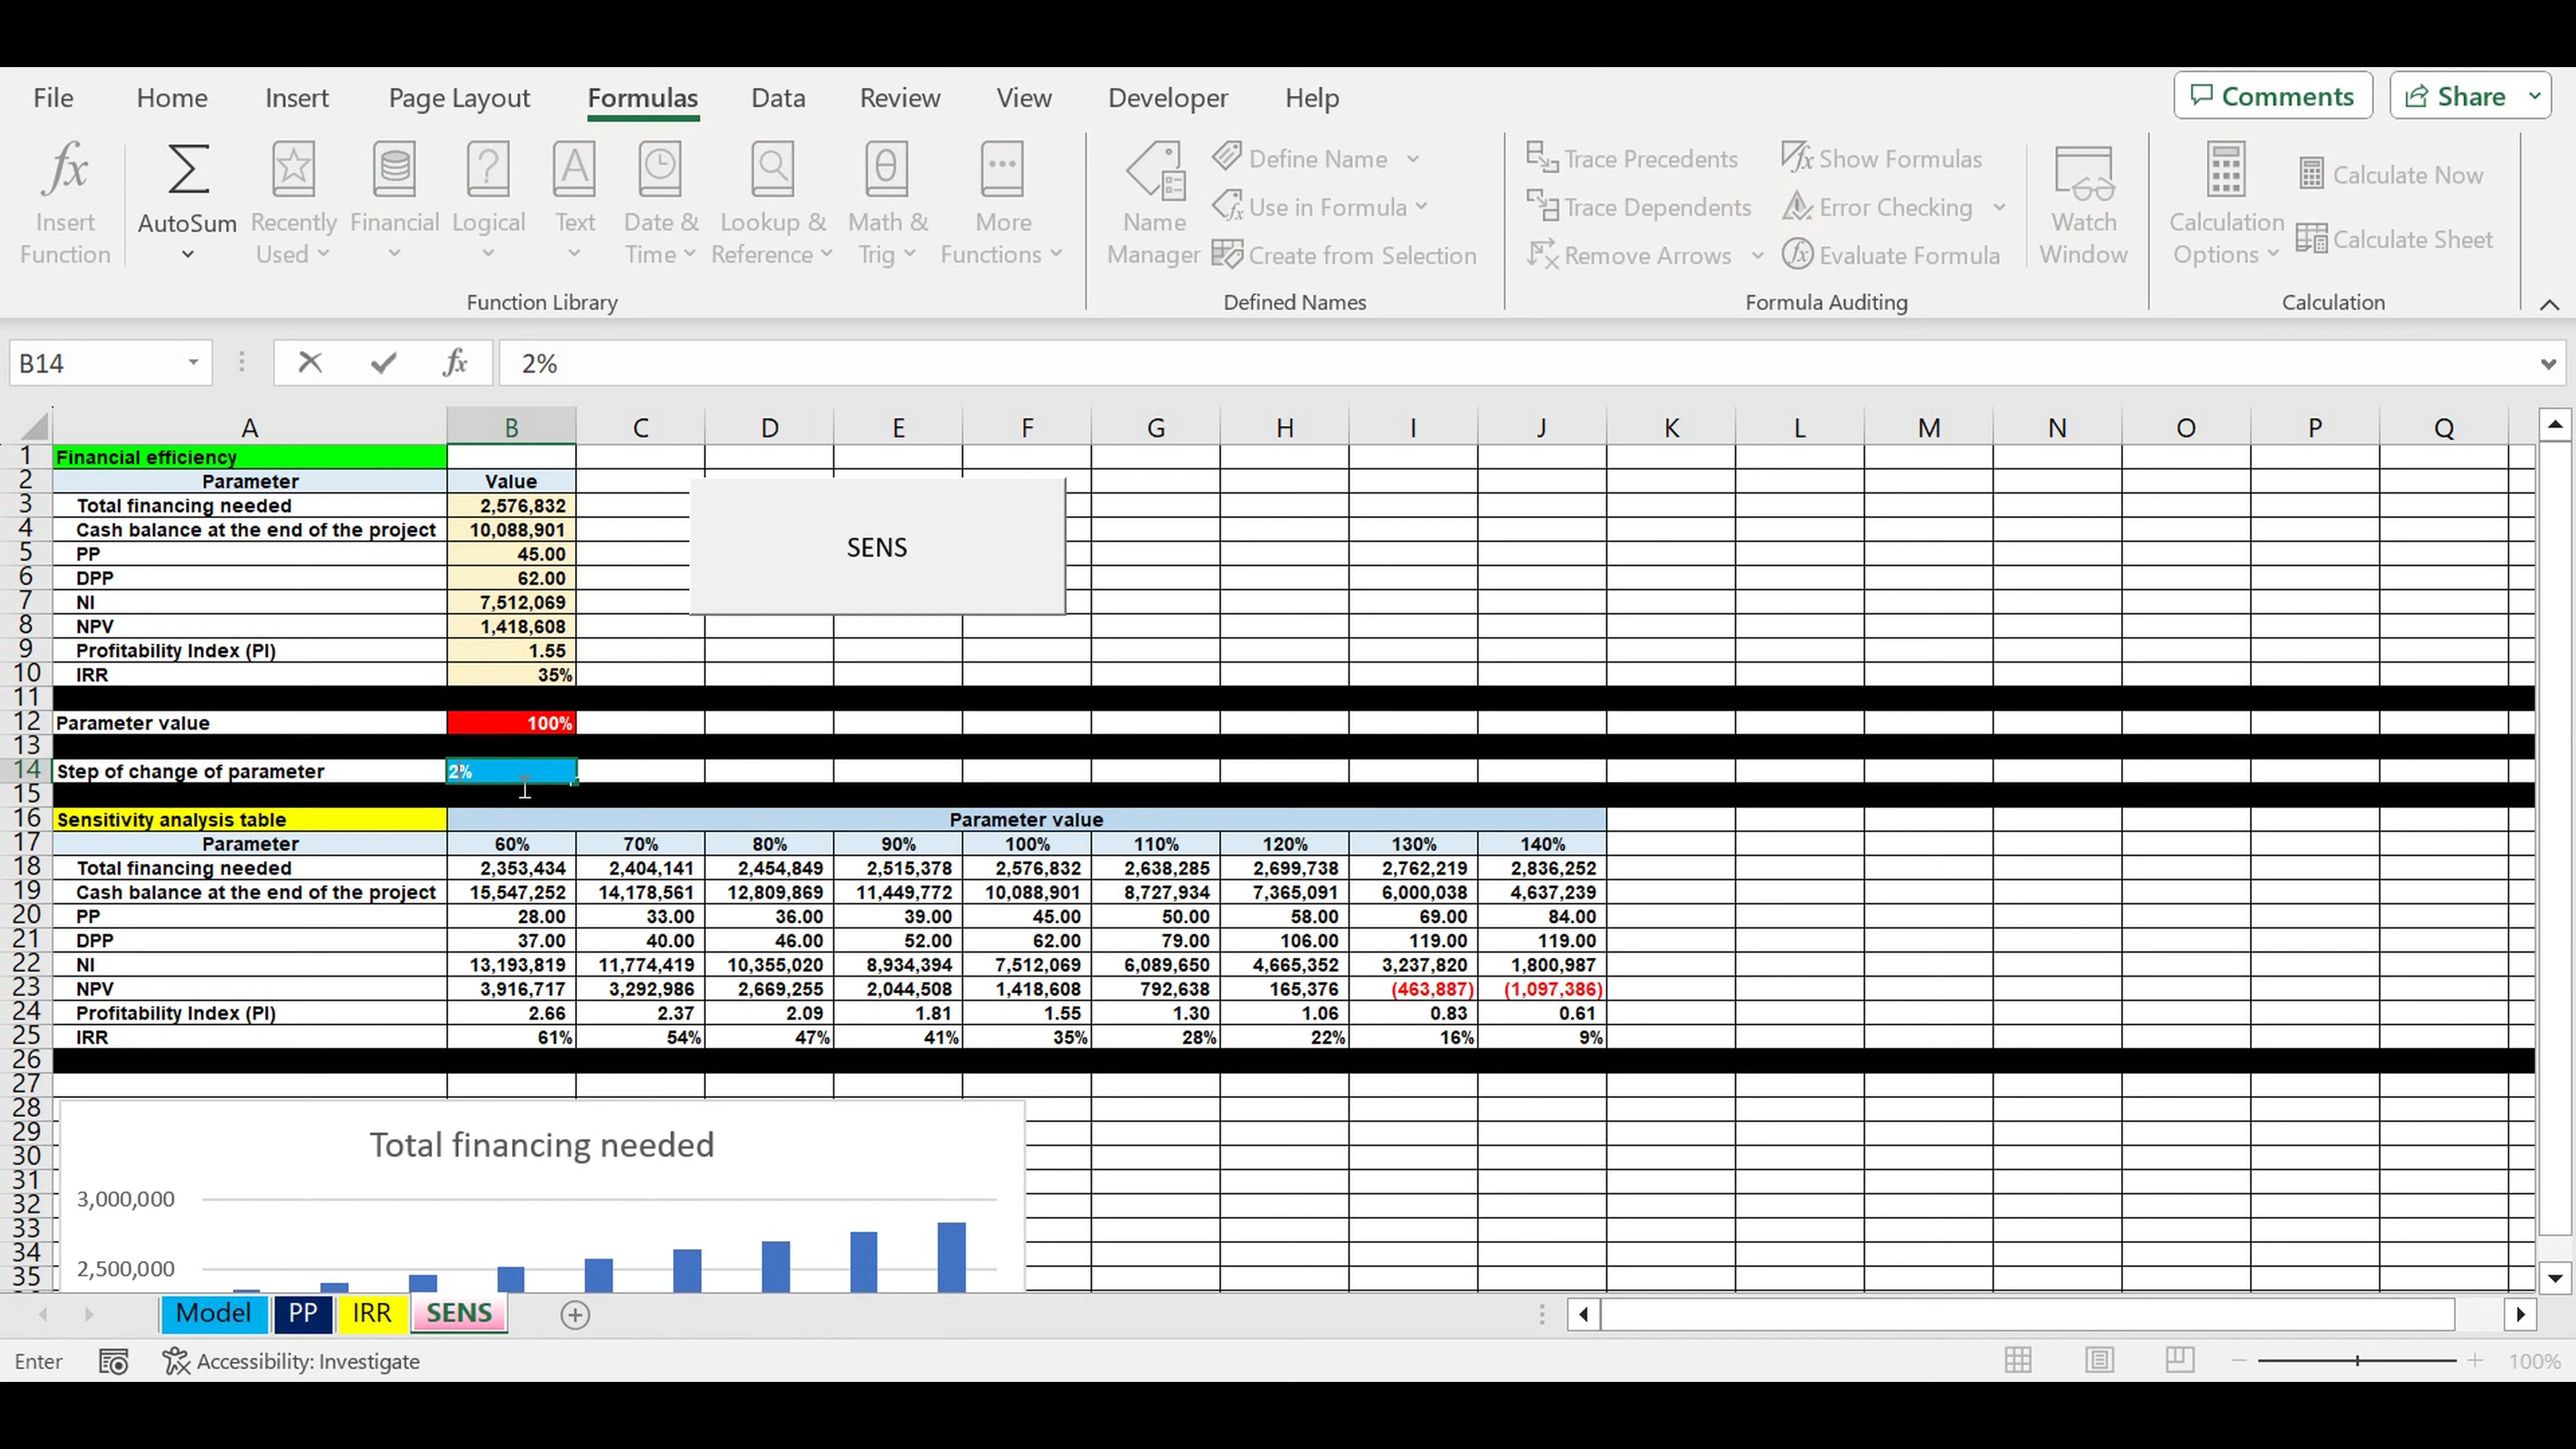 File Home Insert Page Layout Formulas Data Review View Developer Help Comments Share
Insert Function
AutoSum
Recently Used
Financial
Logical
Text
Date & Time
Lookup & Reference
Math & Trig
More Functions
Function Library
Name Manager
Define Name
Use in Formula
Create from Selection
Defined Names
Trace Precedents
Trace Dependents
Remove Arrows
Show Formulas
Error Checking
Evaluate Formula
Formula Auditing
Watch Window
Calculation Options
Calculate Now
Calculate Sheet
Calculation
B14 fx 2%
A B C D E F G H I J K L M N O P Q
1 Financial efficiency
2 Parameter Value
3 Total financing needed 2,576,832
4 Cash balance at the end of the project 10,088,901
5 PP 45.00
6 DPP 62.00
7 NI 7,512,069
8 NPV 1,418,608
9 Profitability Index (PI) 1.55
10 IRR 35%
SENS
11
12 Parameter value 100%
13
14 Step of change of parameter 2%
15
16 Sensitivity analysis table Parameter value
17 Parameter 60% 70% 80% 90% 100% 110% 120% 130% 140%
18 Total financing needed 2,353,434 2,404,141 2,454,849 2,515,378 2,576,832 2,638,285 2,699,738 2,762,219 2,836,252
19 Cash balance at the end of the project 15,547,252 14,178,561 12,809,869 11,449,772 10,088,901 8,727,934 7,365,091 6,000,038 4,637,239
20 PP 28.00 33.00 36.00 39.00 45.00 50.00 58.00 69.00 84.00
21 DPP 37.00 40.00 46.00 52.00 62.00 79.00 106.00 119.00 119.00
22 NI 13,193,819 11,774,419 10,355,020 8,934,394 7,512,069 6,089,650 4,665,352 3,237,820 1,800,987
23 NPV 3,916,717 3,292,986 2,669,255 2,044,508 1,418,608 792,638 165,376 (463,887) (1,097,386)
24 Profitability Index (PI) 2.66 2.37 2.09 1.81 1.55 1.30 1.06 0.83 0.61
25 IRR 61% 54% 47% 41% 35% 28% 22% 16% 9%
26
27
28
29
30
31
32
33
34
35
Total financing needed
3,000,000
2,500,000
Model PP IRR SENS
Enter Accessibility: Investigate 100%